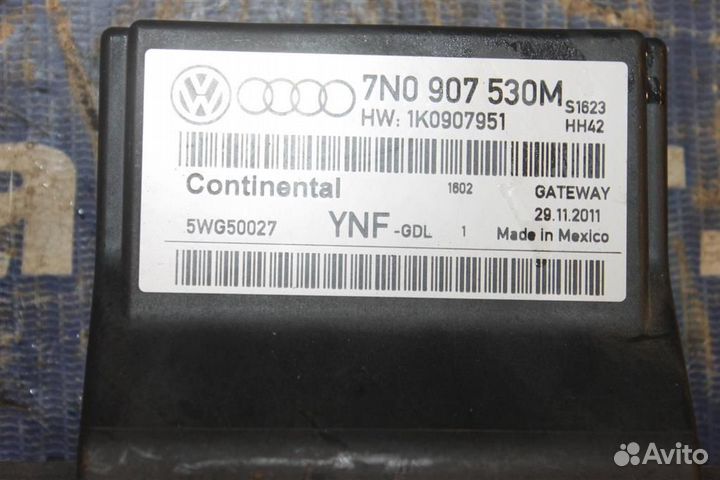 7N0 907 530M S1623
HW: 1K0907951 HH42
Continental 1602 GATEWAY
29.11.2011
5WG50027 YNF -GDL 1 Made in Mexico
Avito